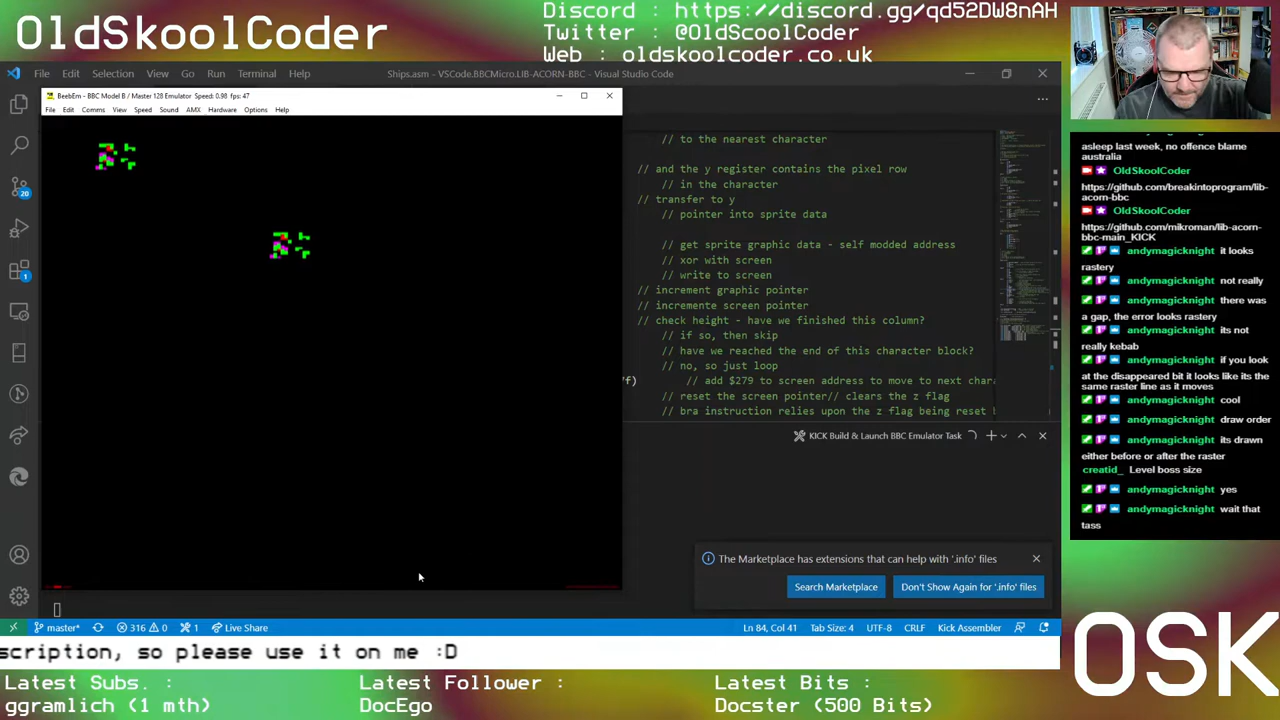 OldSkoolCoder
Discord : https://discord.gg/qd52DW8nAH
Twitter : @OldScoolCoder
Web : oldskoolcoder.co.uk
File Edit Selection View Go Run Terminal Help
Ships.asm - VSCode.BBCMicro.LIB-ACORN-BBC - Visual Studio Code
BeebEm - BBC Model B / Master 128 Emulator Speed: 0.98 fps: 47
File Edit Comms View Speed Sound AMX Hardware Options Help
// to the nearest character
// and the y register contains the pixel row
// in the character
// transfer to y
// pointer into sprite data
// get sprite graphic data - self modded address
// xor with screen
// write to screen
// increment graphic pointer
// incremente screen pointer
// check height - have we finished this column?
// if so, then skip
// have we reached the end of this character block?
// no, so just loop
'f) // add $279 to screen address to move to next chara
// reset the screen pointer// clears the z flag
// bra instruction relies upon the z flag being reset b
KICK Build & Launch BBC Emulator Task
The Marketplace has extensions that can help with '.info' files
Search Marketplace
Don't Show Again for '.info' files
20
1
master*
316 0
1
Live Share
Ln 84, Col 41 Tab Size: 4 UTF-8 CRLF Kick Assembler
asleep last week, no offence blame
australia
OldSkoolCoder
https://github.com/breakintoprogram/lib-
acorn-bbc
OldSkoolCoder
https://github.com/mikroman/lib-acorn-
bbc-main_KICK
andymagicknight it looks
rastery
andymagicknight not really
andymagicknight there was
a gap, the error looks rastery
andymagicknight its not
really kebab
andymagicknight if you look
at the disappeared bit it looks like its the
same raster line as it moves
andymagicknight cool
andymagicknight draw order
andymagicknight its drawn
either before or after the raster
creatid_ Level boss size
andymagicknight yes
andymagicknight wait that
tass
scription, so please use it on me :D
Latest Subs. :
ggramlich (1 mth)
Latest Follower :
DocEgo
Latest Bits :
Docster (500 Bits)
OSK